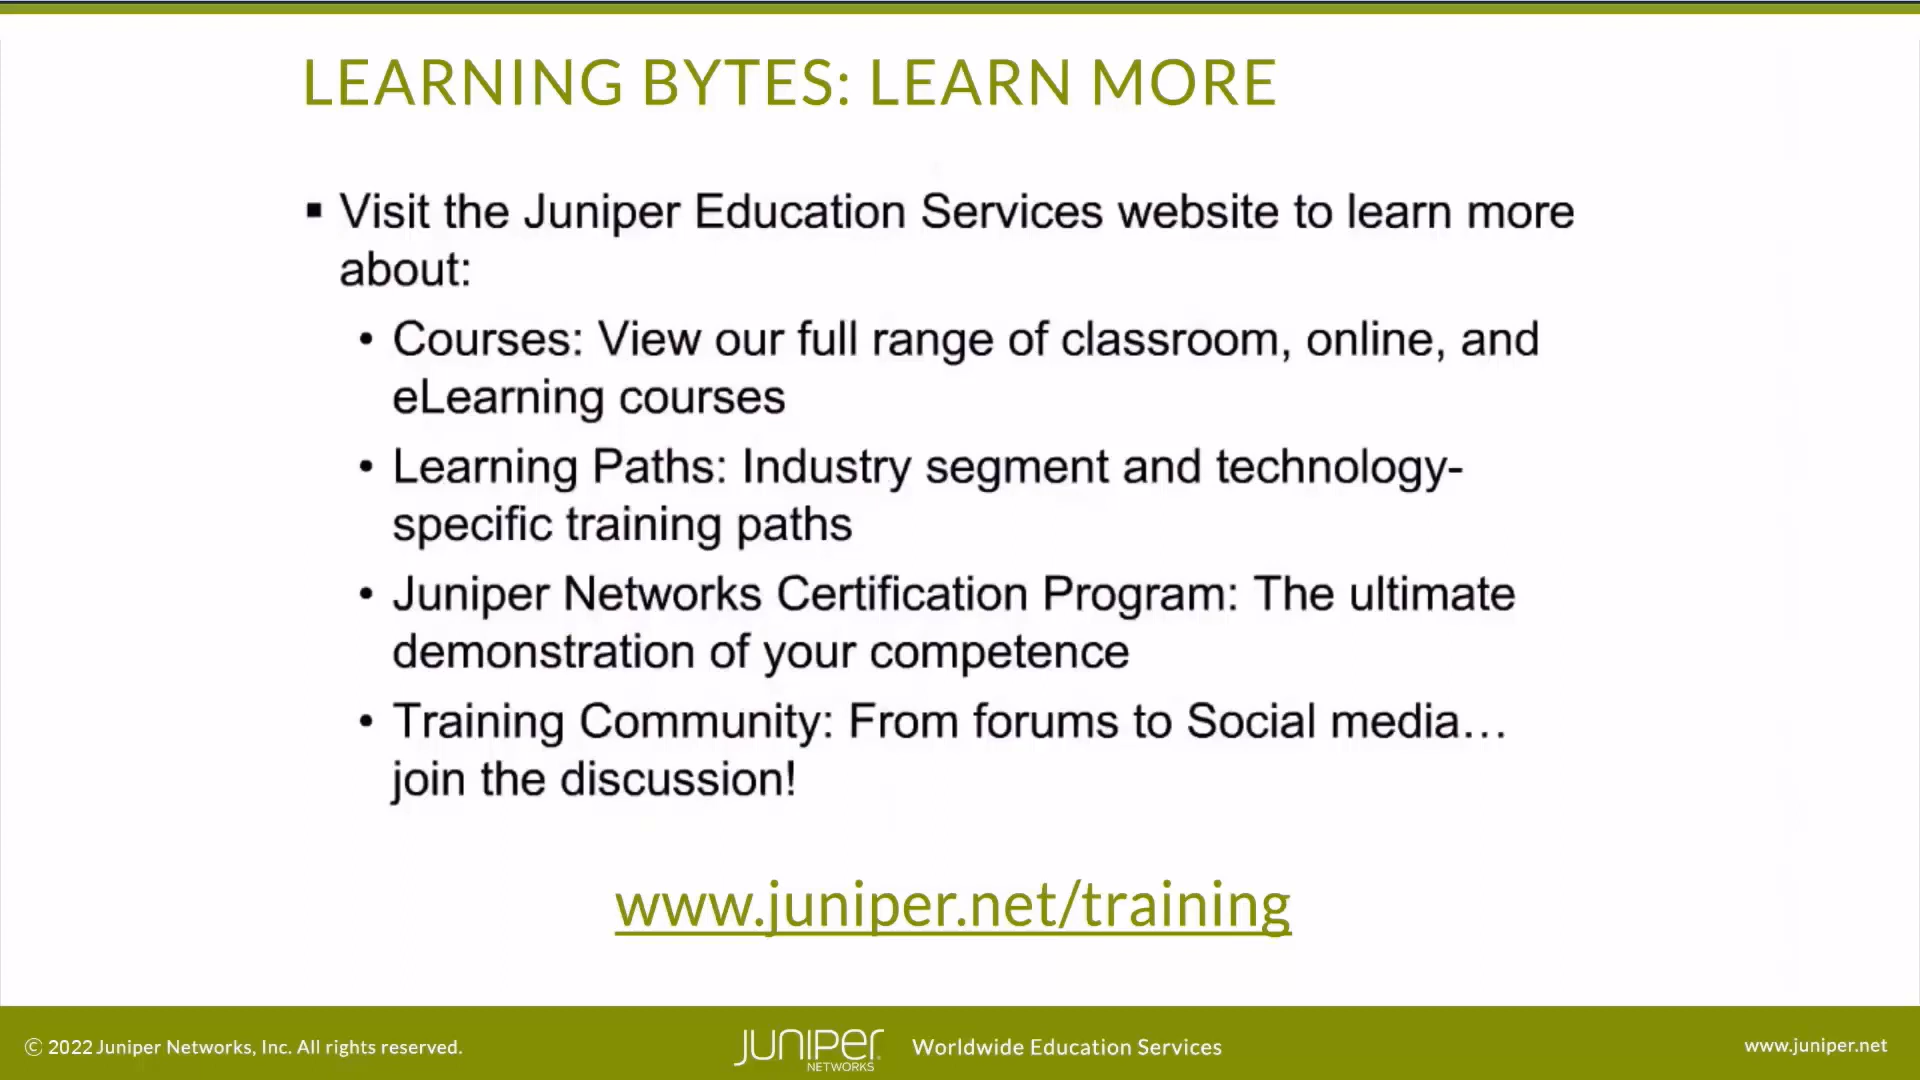 LEARNING BYTES: LEARN MORE
▪ Visit the Juniper Education Services website to learn more
about:
• Courses: View our full range of classroom, online, and
eLearning courses
• Learning Paths: Industry segment and technology-
specific training paths
• Juniper Networks Certification Program: The ultimate
demonstration of your competence
• Training Community: From forums to Social media…
join the discussion!
www.juniper.net/training
© 2022 Juniper Networks, Inc. All rights reserved.
JUNIPER
NETWORKS
Worldwide Education Services
www.juniper.net